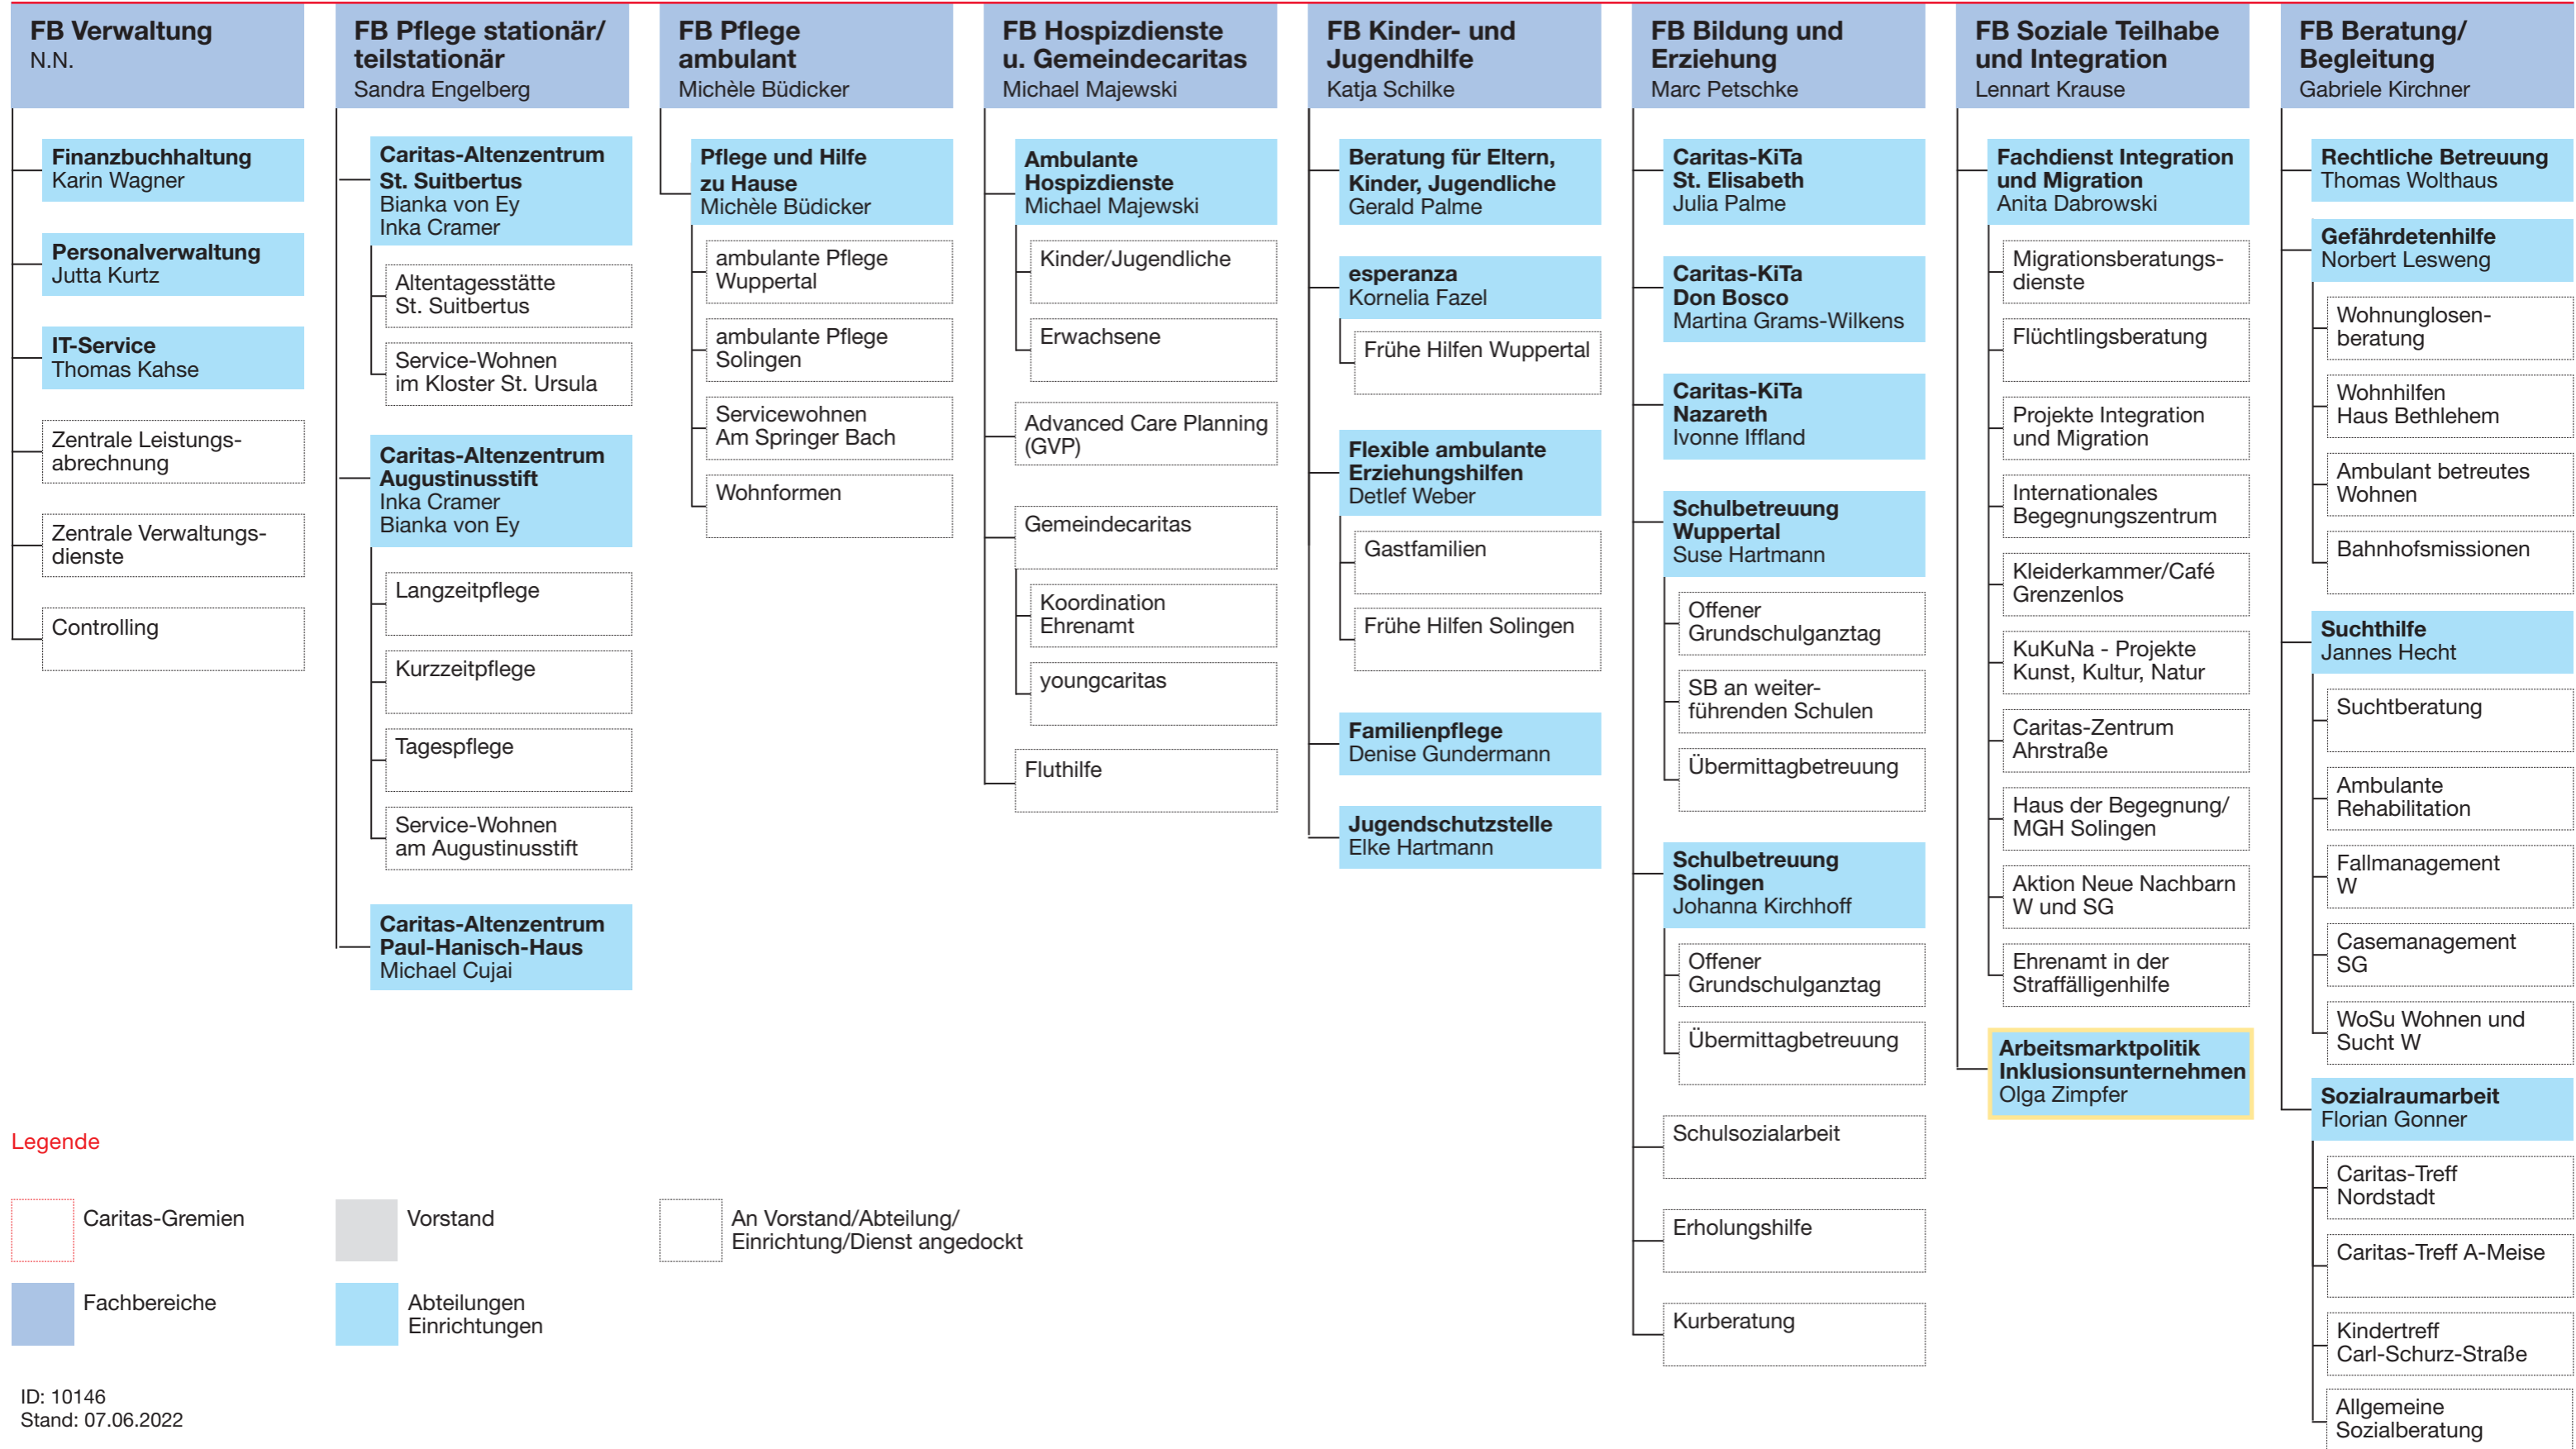 FB Verwaltung
N.N.
Finanzbuchhaltung
Karin Wagner
Personalverwaltung
Jutta Kurtz
IT-Service
Thomas Kahse
Zentrale Leistungs-
abrechnung
Zentrale Verwaltungs-
dienste
Controlling
FB Pflege stationär/
teilstationär
Sandra Engelberg
Caritas-Altenzentrum
St. Suitbertus
Bianka von Ey
Inka Cramer
Altentagesstätte
St. Suitbertus
Service-Wohnen
im Kloster St. Ursula
Caritas-Altenzentrum
Augustinusstift
Inka Cramer
Bianka von Ey
Langzeitpflege
Kurzzeitpflege
Tagespflege
Service-Wohnen
am Augustinusstift
Caritas-Altenzentrum
Paul-Hanisch-Haus
Michael Cujai
FB Pflege
ambulant
Michèle Büdicker
Pflege und Hilfe
zu Hause
Michèle Büdicker
ambulante Pflege
Wuppertal
ambulante Pflege
Solingen
Servicewohnen
Am Springer Bach
Wohnformen
FB Hospizdienste
u. Gemeindecaritas
Michael Majewski
Ambulante
Hospizdienste
Michael Majewski
Kinder/Jugendliche
Erwachsene
Advanced Care Planning
(GVP)
Gemeindecaritas
Koordination
Ehrenamt
youngcaritas
Fluthilfe
FB Kinder- und
Jugendhilfe
Katja Schilke
Beratung für Eltern,
Kinder, Jugendliche
Gerald Palme
esperanza
Kornelia Fazel
Frühe Hilfen Wuppertal
Flexible ambulante
Erziehungshilfen
Detlef Weber
Gastfamilien
Frühe Hilfen Solingen
Familienpflege
Denise Gundermann
Jugendschutzstelle
Elke Hartmann
FB Bildung und
Erziehung
Marc Petschke
Caritas-KiTa
St. Elisabeth
Julia Palme
Caritas-KiTa
Don Bosco
Martina Grams-Wilkens
Caritas-KiTa
Nazareth
Ivonne Iffland
Schulbetreuung
Wuppertal
Suse Hartmann
Offener
Grundschulganztag
SB an weiter-
führenden Schulen
Übermittagbetreuung
Schulbetreuung
Solingen
Johanna Kirchhoff
Offener
Grundschulganztag
Übermittagbetreuung
Schulsozialarbeit
Erholungshilfe
Kurberatung
FB Soziale Teilhabe
und Integration
Lennart Krause
Fachdienst Integration
und Migration
Anita Dabrowski
Migrationsberatungs-
dienste
Flüchtlingsberatung
Projekte Integration
und Migration
Internationales
Begegnungszentrum
Kleiderkammer/Café
Grenzenlos
KuKuNa - Projekte
Kunst, Kultur, Natur
Caritas-Zentrum
Ahrstraße
Haus der Begegnung/
MGH Solingen
Aktion Neue Nachbarn
W und SG
Ehrenamt in der
Straffälligenhilfe
Arbeitsmarktpolitik
Inklusionsunternehmen
Olga Zimpfer
FB Beratung/
Begleitung
Gabriele Kirchner
Rechtliche Betreuung
Thomas Wolthaus
Gefährdetenhilfe
Norbert Lesweng
Wohnunglosen-
beratung
Wohnhilfen
Haus Bethlehem
Ambulant betreutes
Wohnen
Bahnhofsmissionen
Suchthilfe
Jannes Hecht
Suchtberatung
Ambulante
Rehabilitation
Fallmanagement
W
Casemanagement
SG
WoSu Wohnen und
Sucht W
Sozialraumarbeit
Florian Gonner
Caritas-Treff
Nordstadt
Caritas-Treff A-Meise
Kindertreff
Carl-Schurz-Straße
Allgemeine
Sozialberatung
Legende
Caritas-Gremien
Vorstand
An Vorstand/Abteilung/
Einrichtung/Dienst angedockt
Fachbereiche
Abteilungen
Einrichtungen
ID: 10146
Stand: 07.06.2022